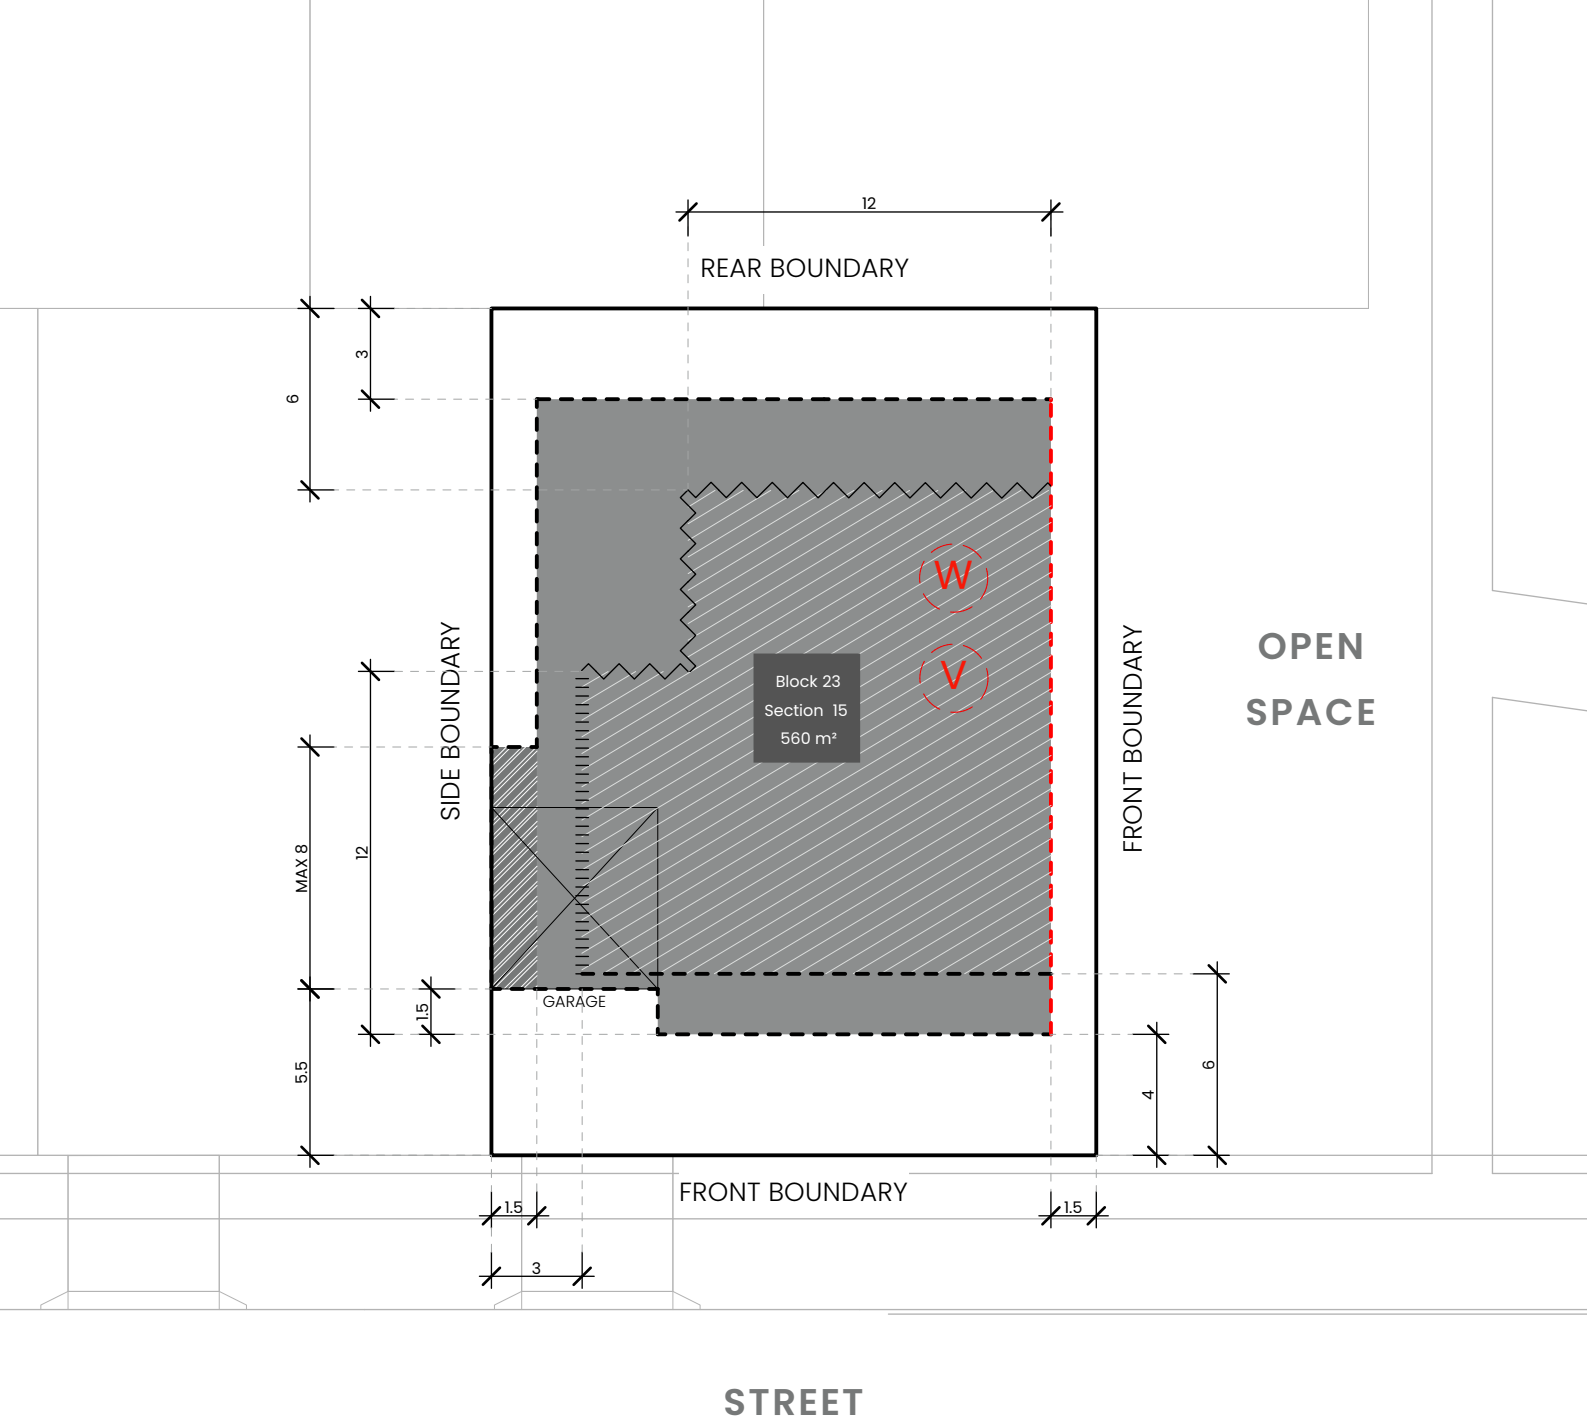 12
REAR BOUNDARY
3
6
W
V
Block 23
Section 15
560 m²
OPEN
SPACE
SIDE BOUNDARY
FRONT BOUNDARY
MAX 8
12
GARAGE
1.5
5.5
6
4
FRONT BOUNDARY
1.5
1.5
3
STREET